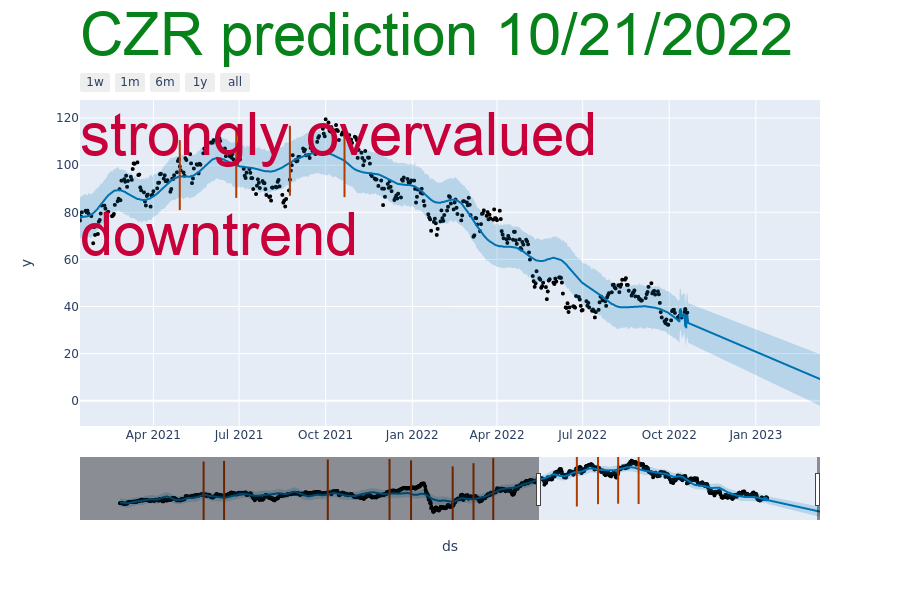 CZR prediction 10/21/2022
1w 1m 6m 1y all
strongly overvalued
downtrend
120
100
80
60
40
20
0
y
Apr 2021 Jul 2021 Oct 2021 Jan 2022 Apr 2022 Jul 2022 Oct 2022 Jan 2023
ds